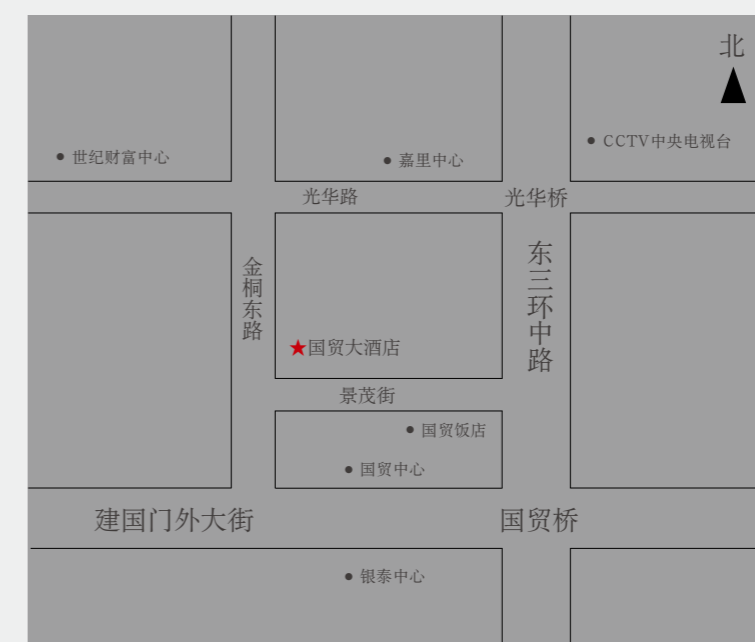 北
CCTV中央电视台
世纪财富中心
嘉里中心
光华路
光华桥
金桐东路
东三环中路
国贸大酒店
景茂街
国贸饭店
国贸中心
建国门外大街
国贸桥
银泰中心